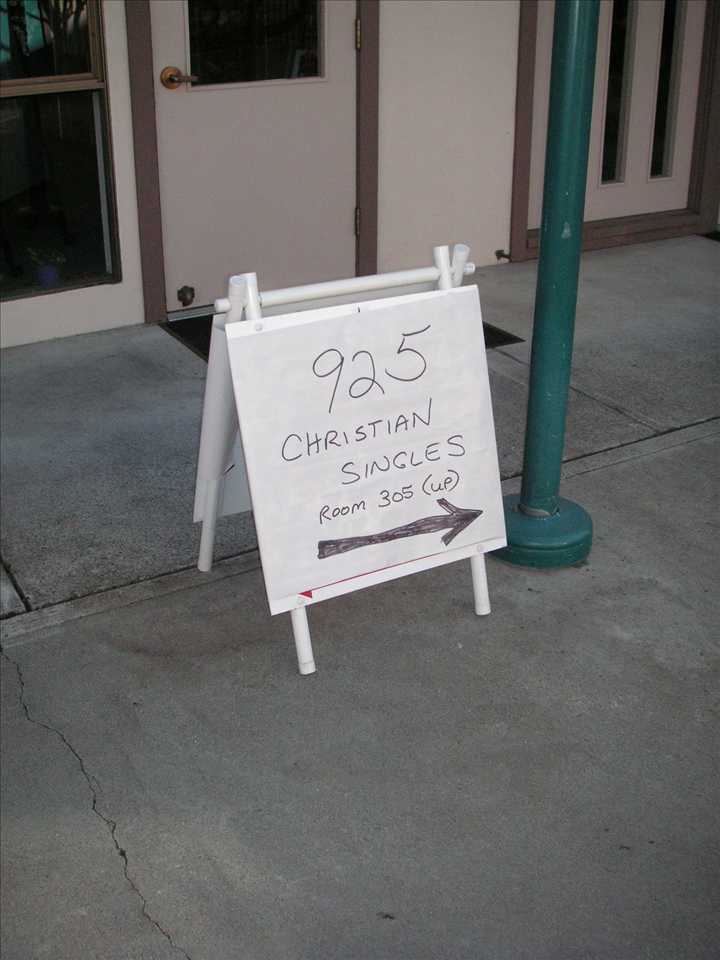 925
CHRISTIAN
SINGLES
ROOM 305 (UP)